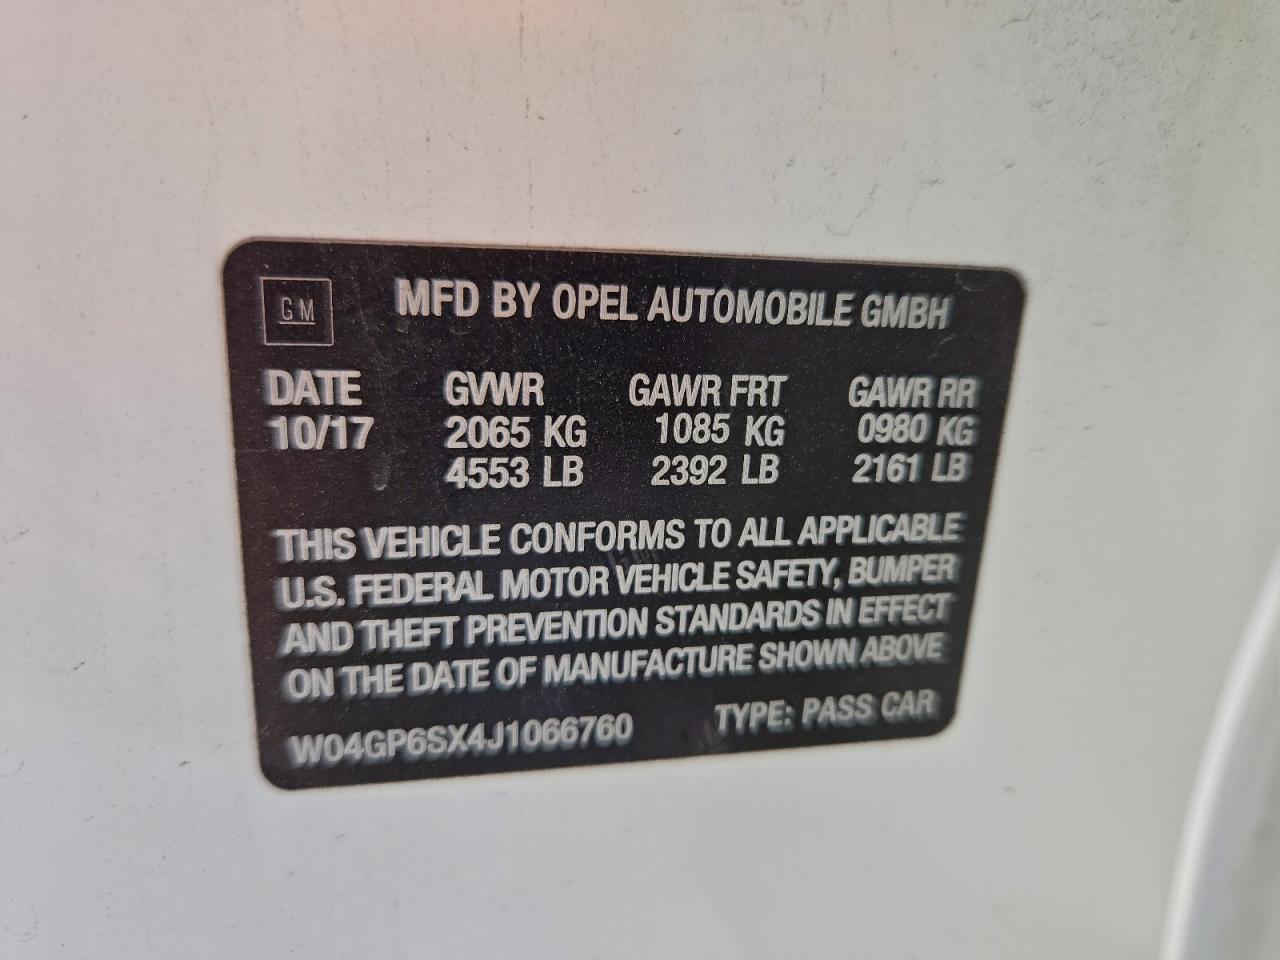 GM MFD BY OPEL AUTOMOBILE GMBH
DATE GVWR GAWR FRT GAWR RR
10/17 2065 KG 1085 KG 0980 KG
4553 LB 2392 LB 2161 LB
THIS VEHICLE CONFORMS TO ALL APPLICABLE
U.S. FEDERAL MOTOR VEHICLE SAFETY, BUMPER
AND THEFT PREVENTION STANDARDS IN EFFECT
ON THE DATE OF MANUFACTURE SHOWN ABOVE
W04GP6SX4J1066760 TYPE: PASS CAR